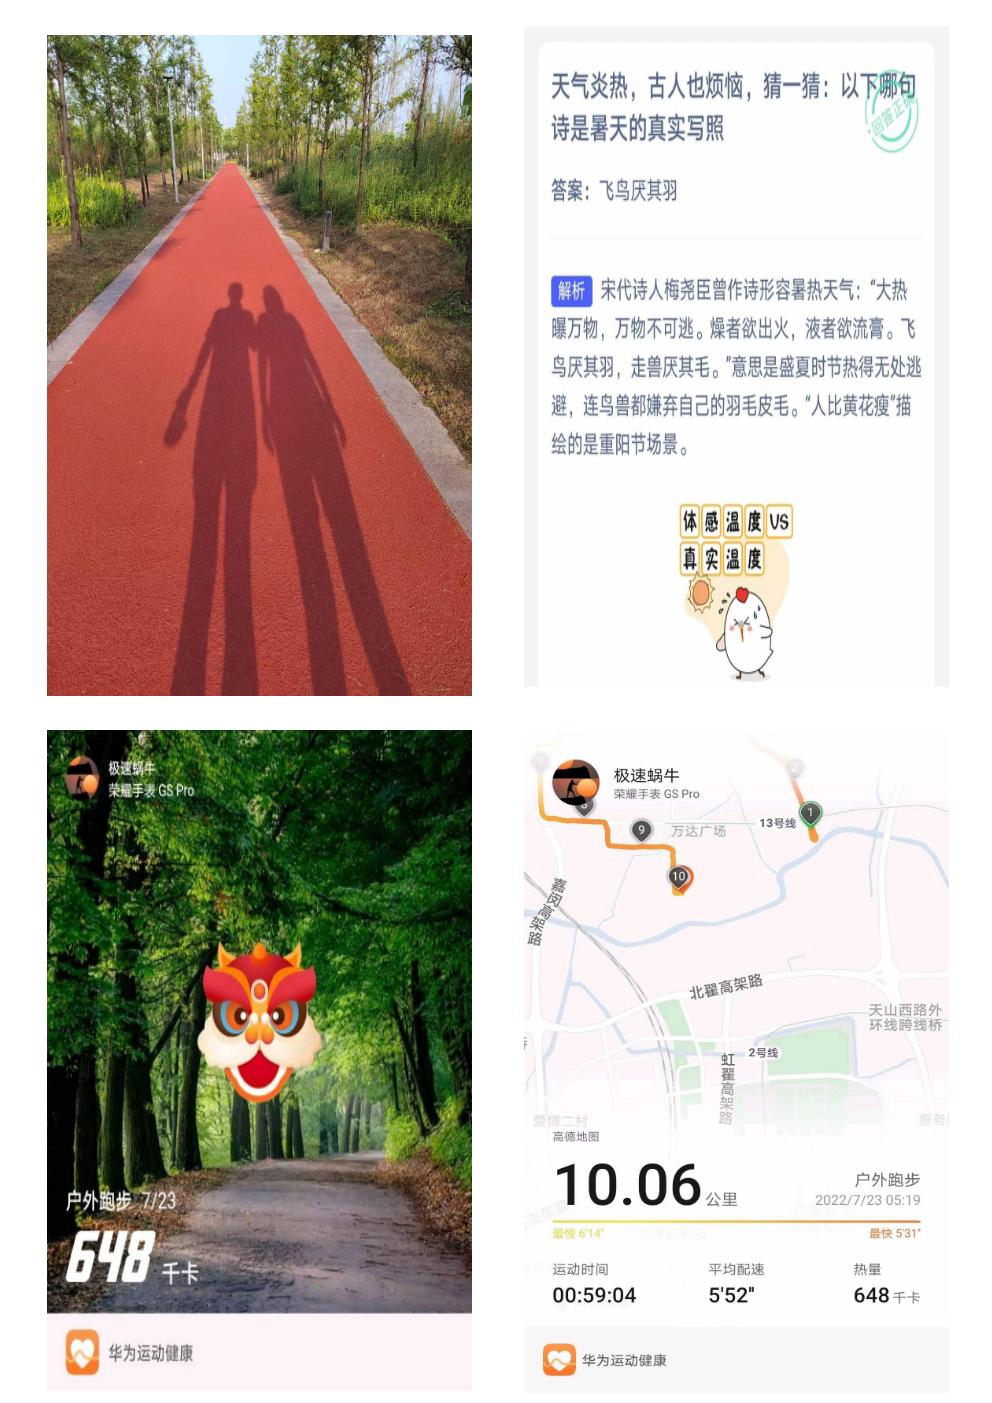 天气炎热，古人也烦恼，猜一猜：以下哪句
诗是暑天的真实写照
回答正确
答案：飞鸟厌其羽
解析 宋代诗人梅尧臣曾作诗形容暑热天气：“大热
曝万物，万物不可逃。燥者欲出火，液者欲流膏。飞
鸟厌其羽，走兽厌其毛。”意思是盛夏时节热得无处逃
避，连鸟兽都嫌弃自己的羽毛皮毛。“人比黄花瘦”描
绘的是重阳节场景。
体感温度VS
真实温度
极速蜗牛
荣耀手表 GS Pro
户外跑步 7/23
648 千卡
华为运动健康
极速蜗牛
荣耀手表 GS Pro
7
2
8
1
13号线
9
万达广场
10
嘉闵高架路
北翟高架路
天山西路外
环线跨线桥
2号线
虹翟高架路
爱博二村
服务
高德地图
10.06公里
户外跑步
2022/7/23 05:19
最慢 6'14"
最快 5'31"
运动时间
平均配速
热量
00:59:04
5'52"
648 千卡
华为运动健康